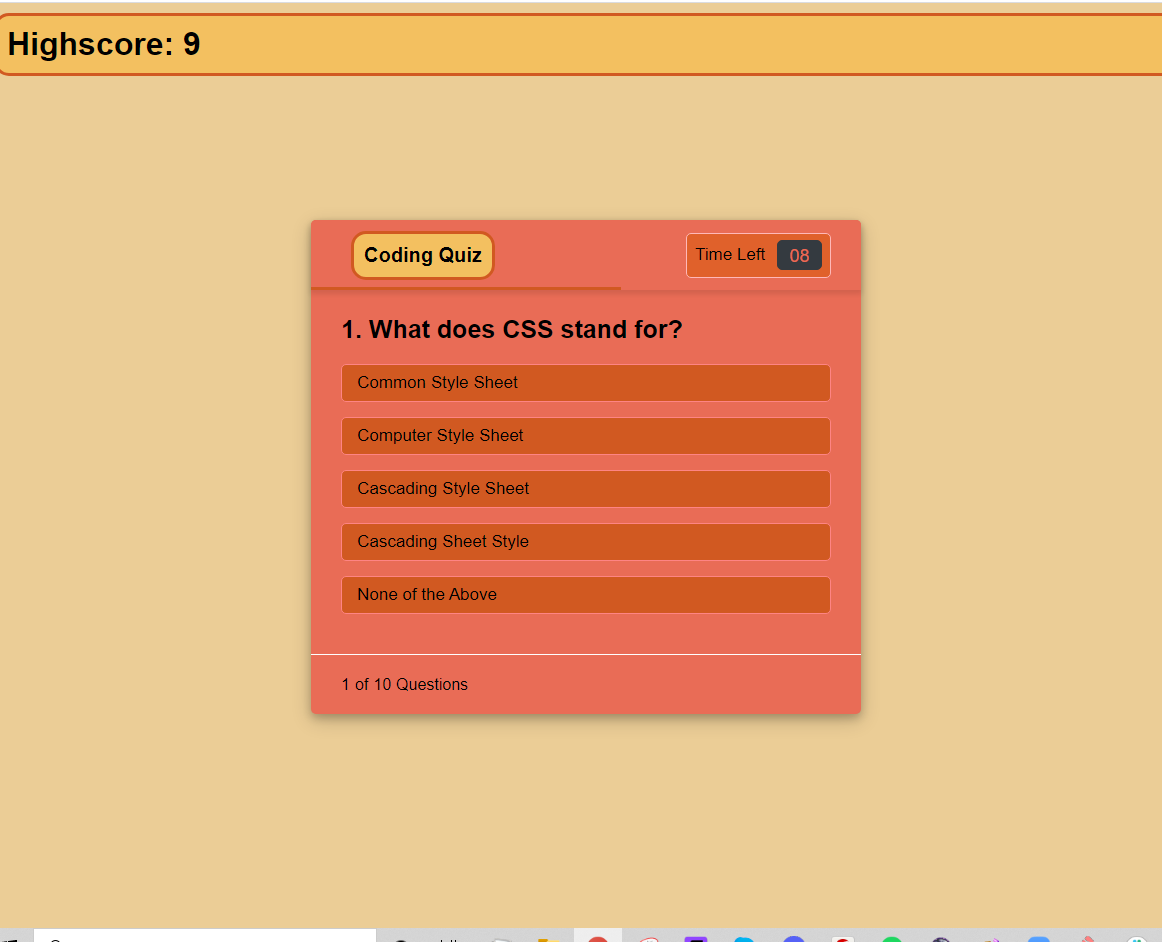 Highscore: 9
Coding Quiz
Time Left 08
1. What does CSS stand for?
Common Style Sheet
Computer Style Sheet
Cascading Style Sheet
Cascading Sheet Style
None of the Above
1 of 10 Questions